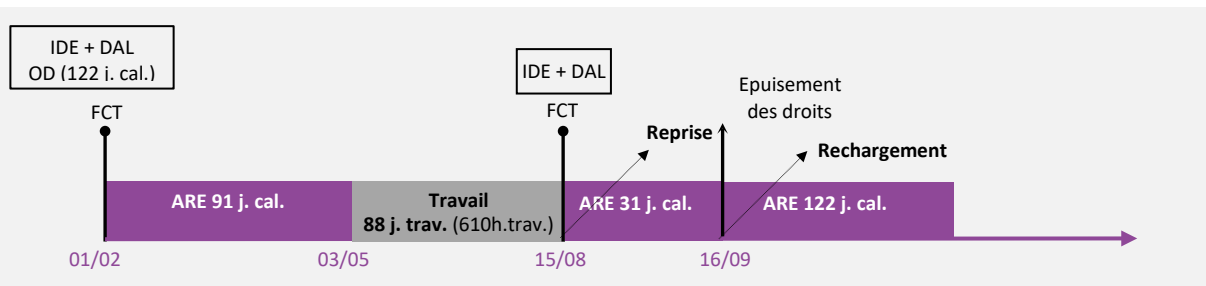 IDE + DAL
OD (122 j. cal.)
FCT
IDE + DAL
FCT
Epuisement
des droits
Reprise
Rechargement
ARE 91 j. cal.
Travail
88 j. trav. (610h.trav.)
ARE 31 j. cal.
ARE 122 j. cal.
01/02
03/05
15/08
16/09